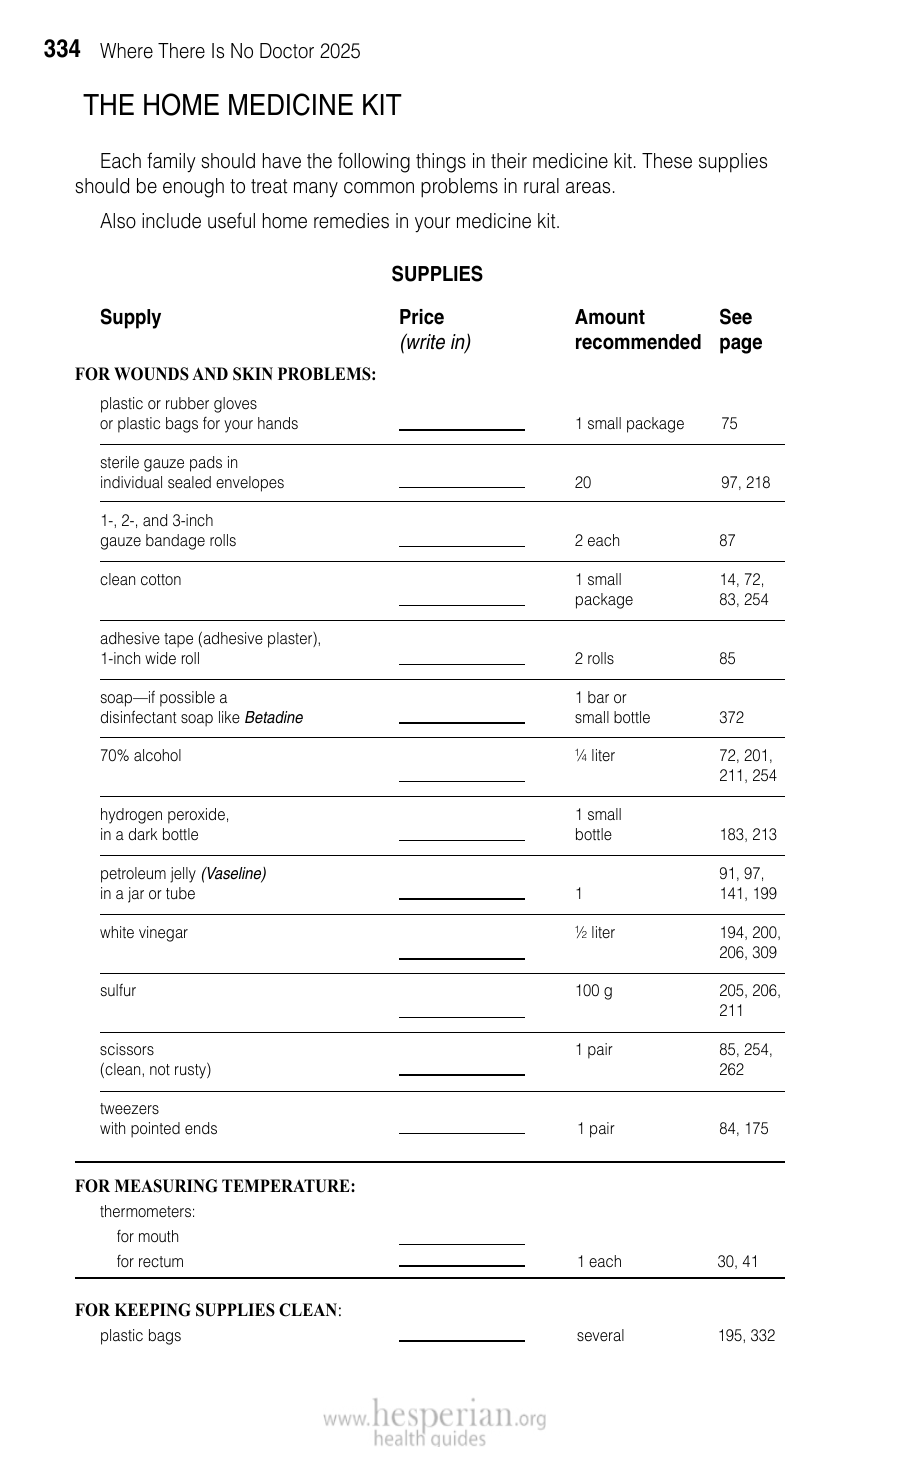 334 Where There Is No Doctor 2025
THE HOME MEDICINE KIT
Each family should have the following things in their medicine kit. These supplies
should be enough to treat many common problems in rural areas.
Also include useful home remedies in your medicine kit.
SUPPLIES
Supply Price Amount See
(write in) recommended page
FOR WOUNDS AND SKIN PROBLEMS:
plastic or rubber gloves
or plastic bags for your hands 1 small package 75
sterile gauze pads in
individual sealed envelopes 20 97, 218
1-, 2-, and 3-inch
gauze bandage rolls 2 each 87
clean cotton 1 small 14, 72,
package 83, 254
adhesive tape (adhesive plaster),
1-inch wide roll 2 rolls 85
soap—if possible a 1 bar or
disinfectant soap like Betadine small bottle 372
70% alcohol ¼ liter 72, 201,
211, 254
hydrogen peroxide, 1 small
in a dark bottle bottle 183, 213
petroleum jelly (Vaseline) 91, 97,
in a jar or tube 1 141, 199
white vinegar ½ liter 194, 200,
206, 309
sulfur 100 g 205, 206,
211
scissors 1 pair 85, 254,
(clean, not rusty) 262
tweezers
with pointed ends 1 pair 84, 175
FOR MEASURING TEMPERATURE:
thermometers:
for mouth
for rectum 1 each 30, 41
FOR KEEPING SUPPLIES CLEAN:
plastic bags several 195, 332
www.hesperian.org
health guides